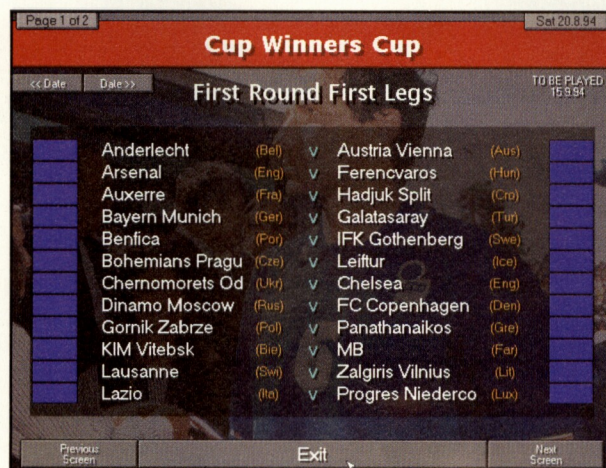 Page 1 of 2 Sat 20.8.94
Cup Winners Cup
<< Date Date >> First Round First Legs TO BE PLAYED
15.9.94
Anderlecht (Bel) v Austria Vienna (Aus)
Arsenal (Eng) v Ferencvaros (Hun)
Auxerre (Fra) v Hadjuk Split (Cro)
Bayern Munich (Ger) v Galatasaray (Tur)
Benfica (Por) v IFK Gothenberg (Swe)
Bohemians Pragu (Cze) v Leiftur (Ice)
Chernomorets Od (Ukr) v Chelsea (Eng)
Dinamo Moscow (Rus) v FC Copenhagen (Den)
Gornik Zabrze (Pol) v Panathanaikos (Gre)
KIM Vitebsk (Bie) v MB (Far)
Lausanne (Swi) v Zalgiris Vilnius (Lit)
Lazio (Ita) v Progres Niederco (Lux)
Previous
Screen
Exit
Next
Screen